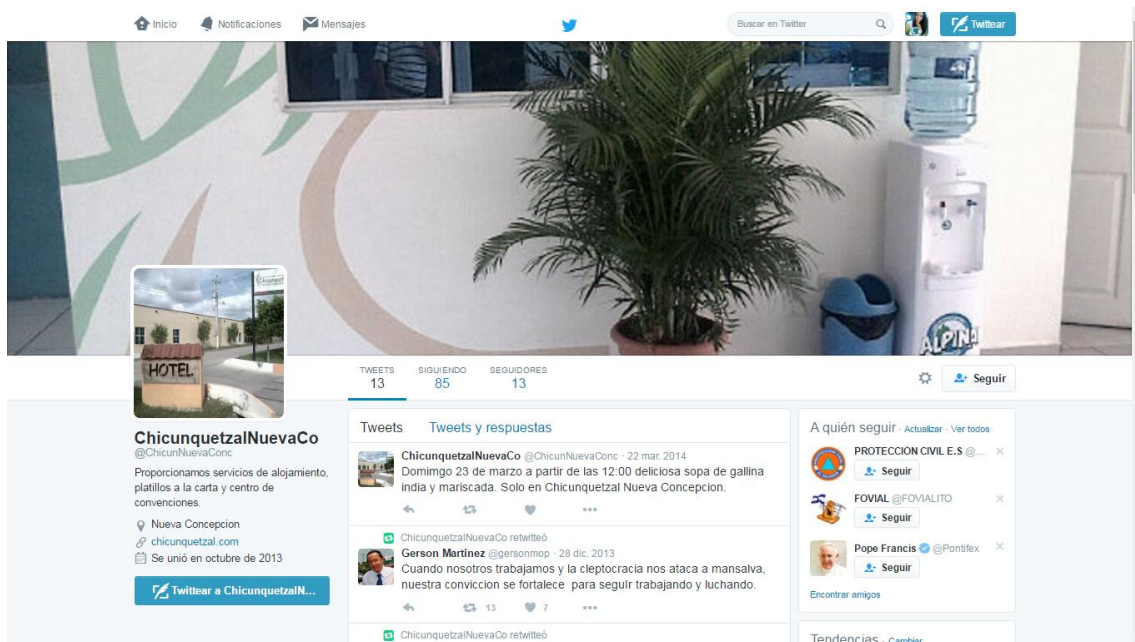 Inicio
Notificaciones
Mensajes
Buscar en Twitter
Twittear
ALPINA
HOTEL
TWEETS
13
SIGUIENDO
85
SEGUIDORES
13
Seguir
ChicunquetzalNuevaCo
@ChicunNuevaConc
Proporcionamos servicios de alojamiento,
platillos a la carta y centro de
convenciones.
Nueva Concepcion
chicunquetzal.com
Se unió en octubre de 2013
Twittear a ChicunquetzalN...
Tweets Tweets y respuestas
ChicunquetzalNuevaCo @ChicunNuevaConc · 22 mar. 2014
Domimgo 23 de marzo a partir de las 12:00 deliciosa sopa de gallina
india y mariscada. Solo en Chicunquetzal Nueva Concepcion.
ChicunquetzalNuevaCo retwitteó
Gerson Martinez @gersonmop · 28 dic. 2013
Cuando nosotros trabajamos y la cleptocracia nos ataca a mansalva,
nuestra conviccion se fortalece para seguir trabajando y luchando.
13 7
ChicunquetzalNuevaCo retwitteó
A quién seguir · Actualizar · Ver todos
PROTECCIÓN CIVIL E.S @...
Seguir
FOVIAL @FOVIALITO
Seguir
Pope Francis @Pontifex
Seguir
Encontrar amigos
Tendencias · Cambiar